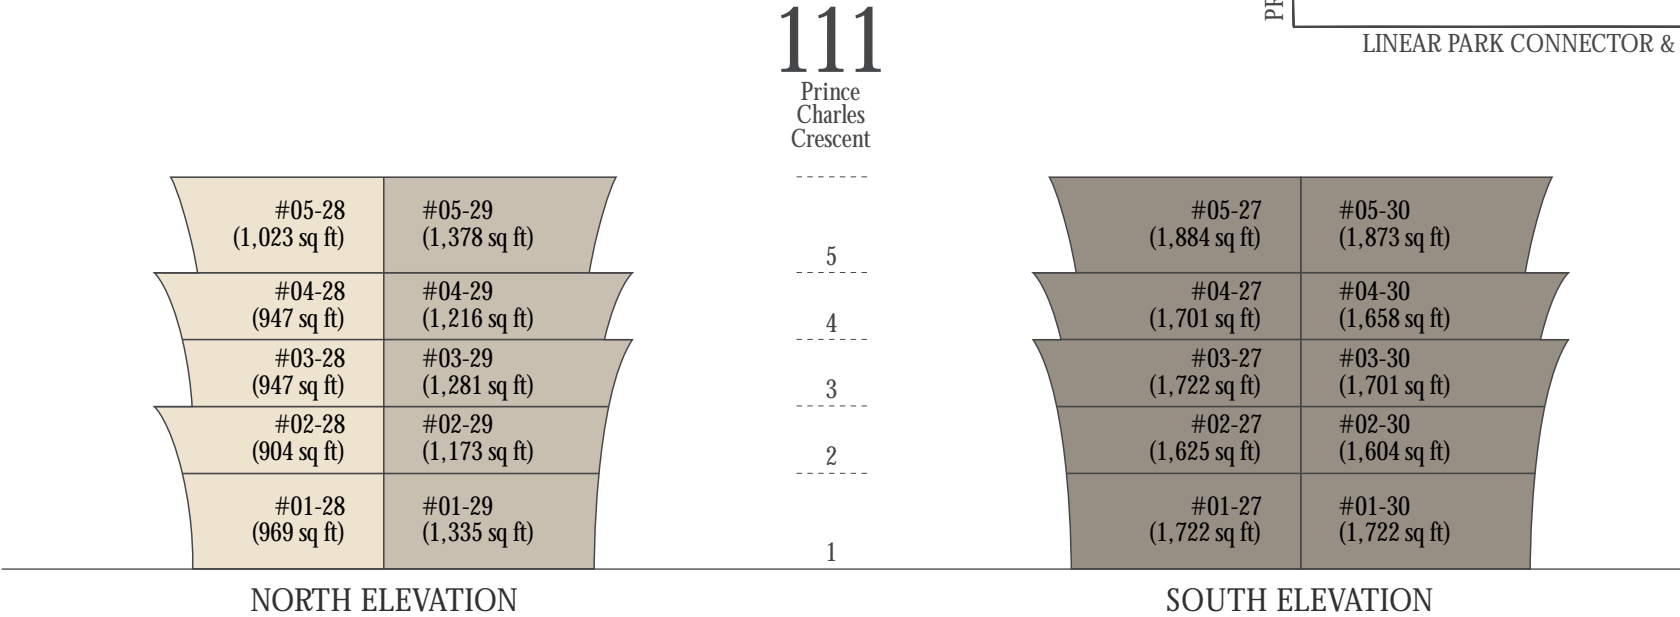 111
Prince
Charles
Crescent
LINEAR PARK CONNECTOR &
#05-28
(1,023 sq ft)
#05-29
(1,378 sq ft)
#04-28
(947 sq ft)
#04-29
(1,216 sq ft)
#03-28
(947 sq ft)
#03-29
(1,281 sq ft)
#02-28
(904 sq ft)
#02-29
(1,173 sq ft)
#01-28
(969 sq ft)
#01-29
(1,335 sq ft)
NORTH ELEVATION
5
4
3
2
1
#05-27
(1,884 sq ft)
#05-30
(1,873 sq ft)
#04-27
(1,701 sq ft)
#04-30
(1,658 sq ft)
#03-27
(1,722 sq ft)
#03-30
(1,701 sq ft)
#02-27
(1,625 sq ft)
#02-30
(1,604 sq ft)
#01-27
(1,722 sq ft)
#01-30
(1,722 sq ft)
SOUTH ELEVATION